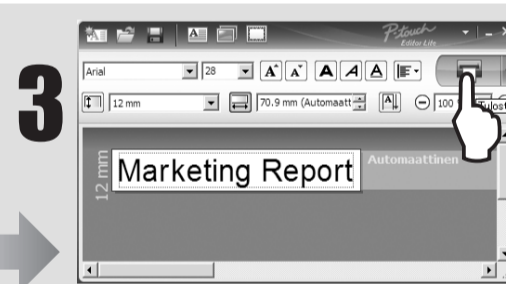 3
P-touch
Editor Lite
Arial
28
A A A A A
12 mm
70.9 mm (Automaatt
A
100
Tulost
12 mm
Marketing Report
Automaattinen